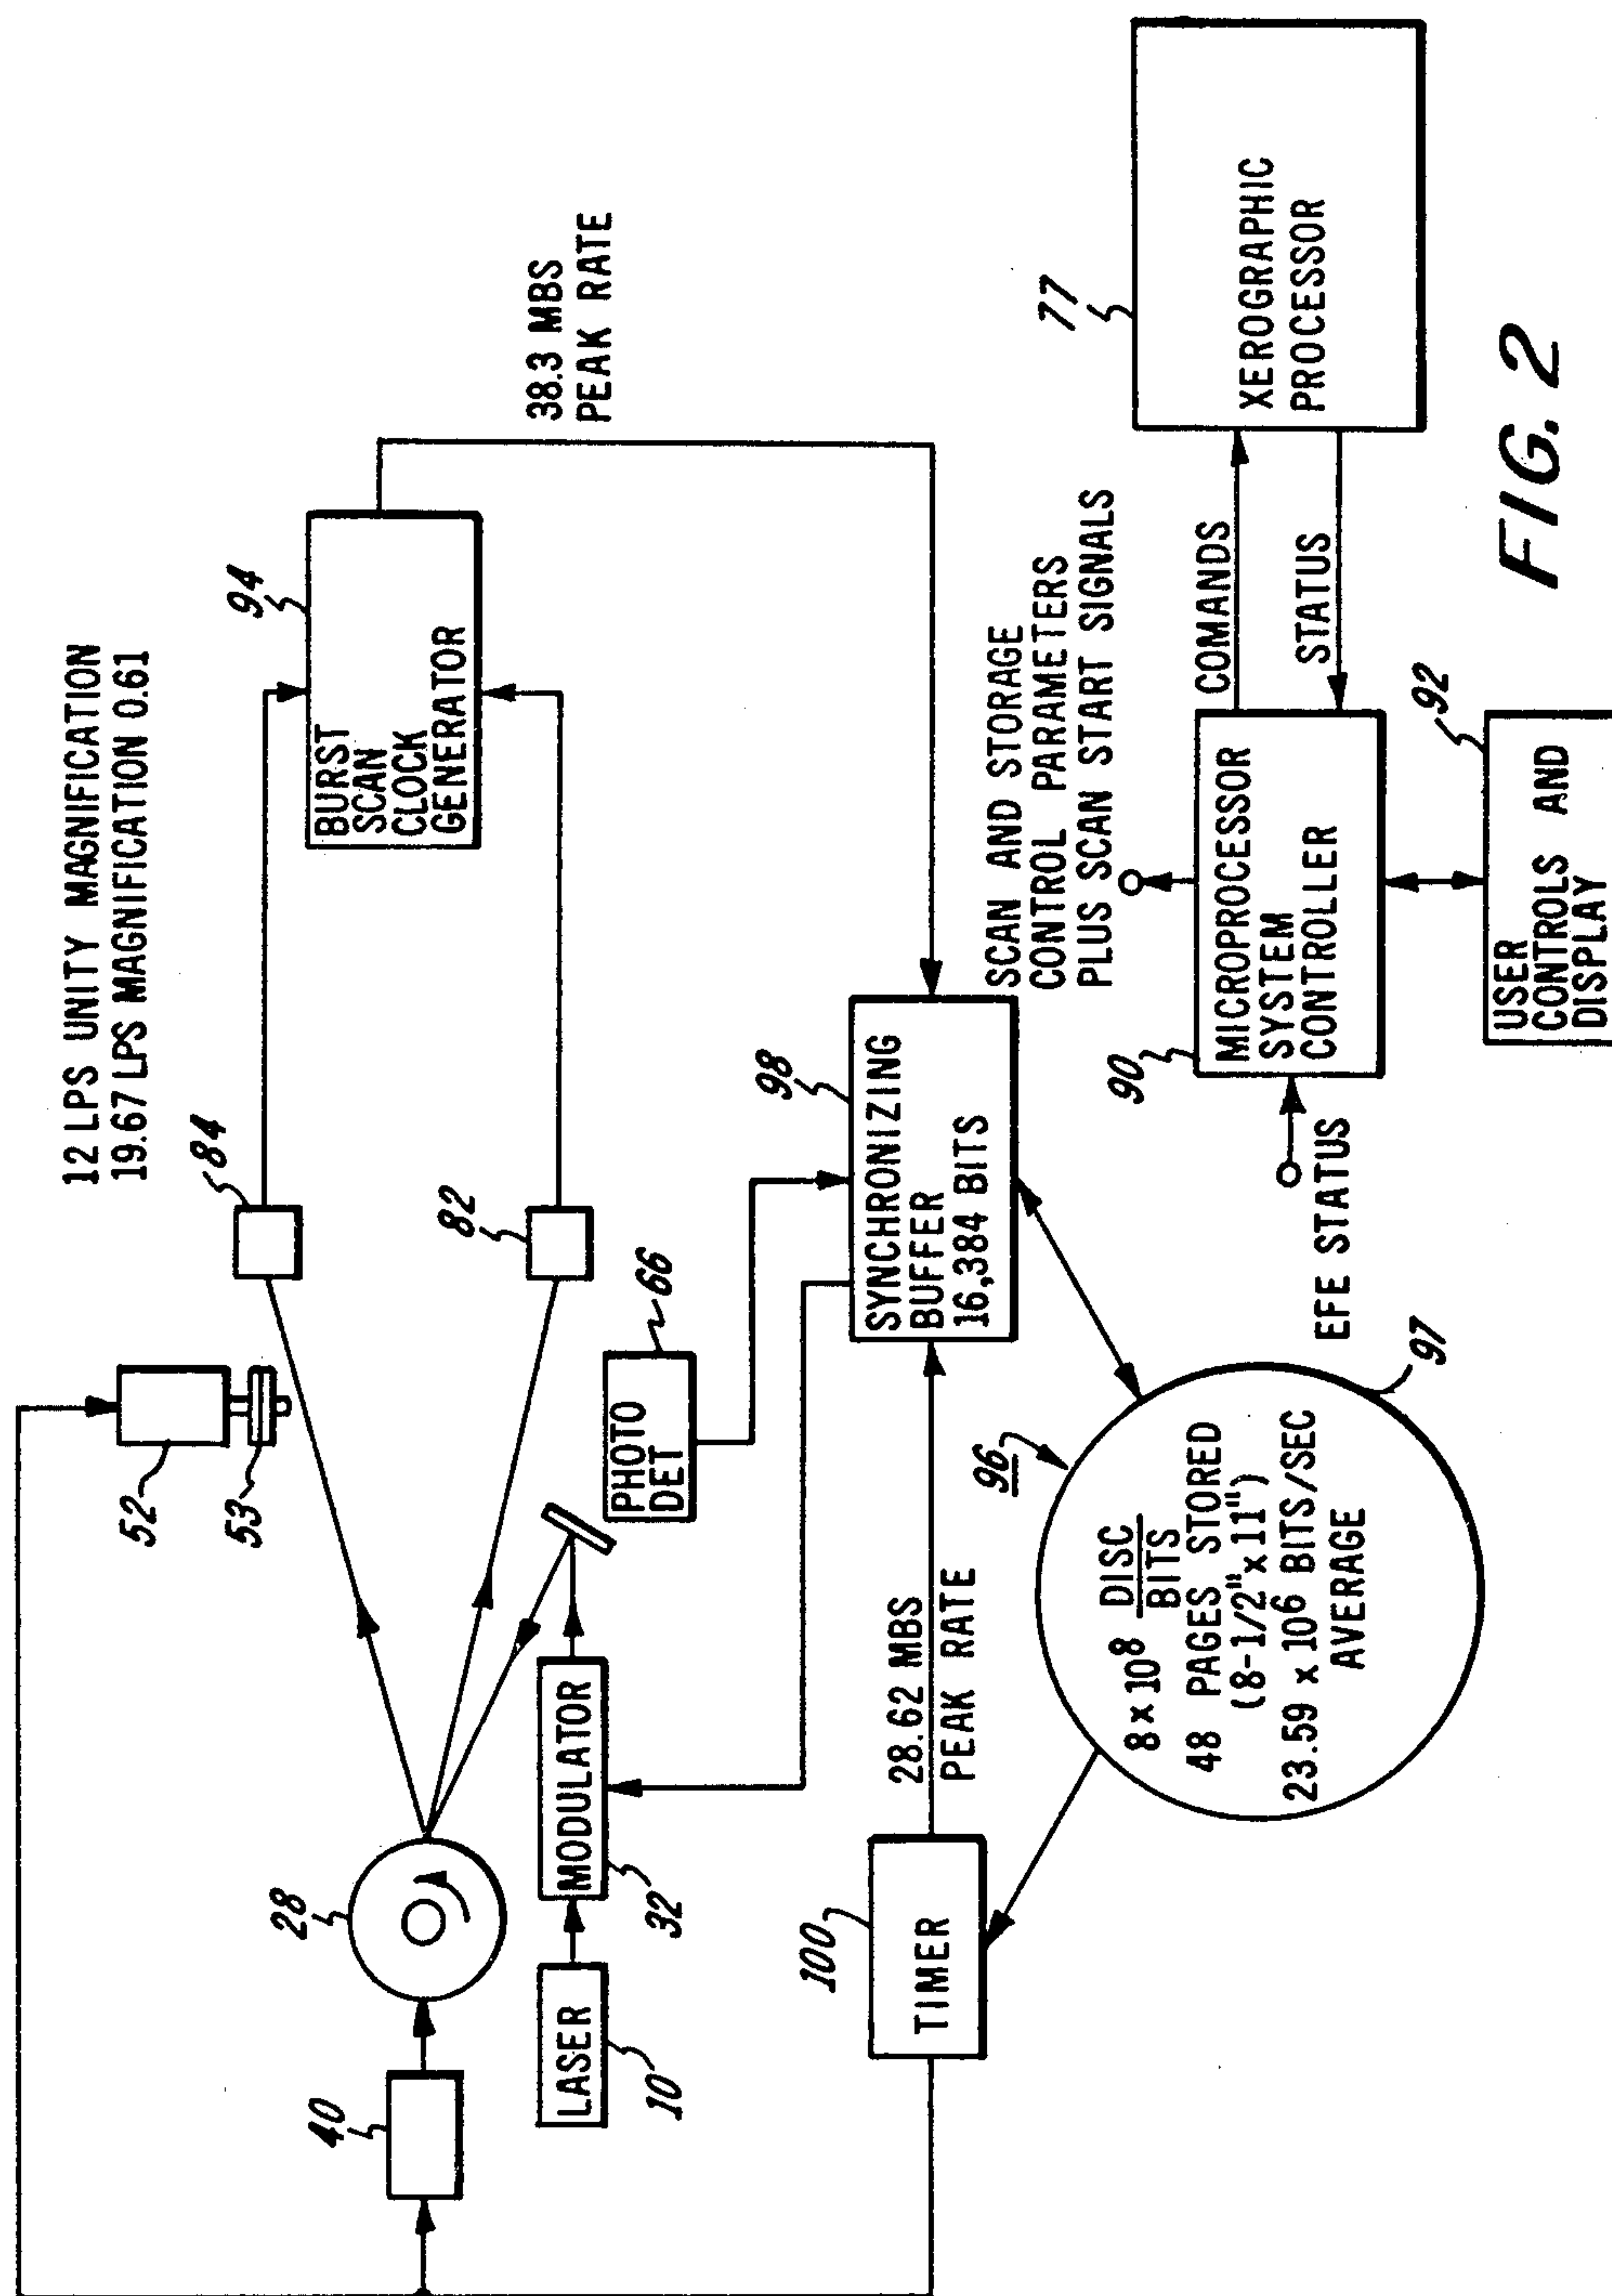 12 LPS UNITY MAGNIFICATION
19.67 LPS MAGNIFICATION 0.61
84
94
BURST
SCAN
CLOCK
GENERATOR
38.3 MBS
PEAK RATE
52
53
82
28
40
PHOTO
DET
66
LASER
10
MODULATOR
32
SYNCHRONIZING
BUFFER
16,384 BITS
98
28.62 MBS
PEAK RATE
100
TIMER
96
DISC
8 x 10⁸ BITS
48 PAGES STORED
(8-1/2" x 11")
23.59 x 10⁶ BITS/SEC
AVERAGE
97
SCAN AND STORAGE
CONTROL PARAMETERS
PLUS SCAN START SIGNALS
90
MICROPROCESSOR
SYSTEM
CONTROLLER
EFE STATUS
COMANDS
STATUS
77
XEROGRAPHIC
PROCESSOR
92
USER
CONTROLS AND
DISPLAY
FIG. 2